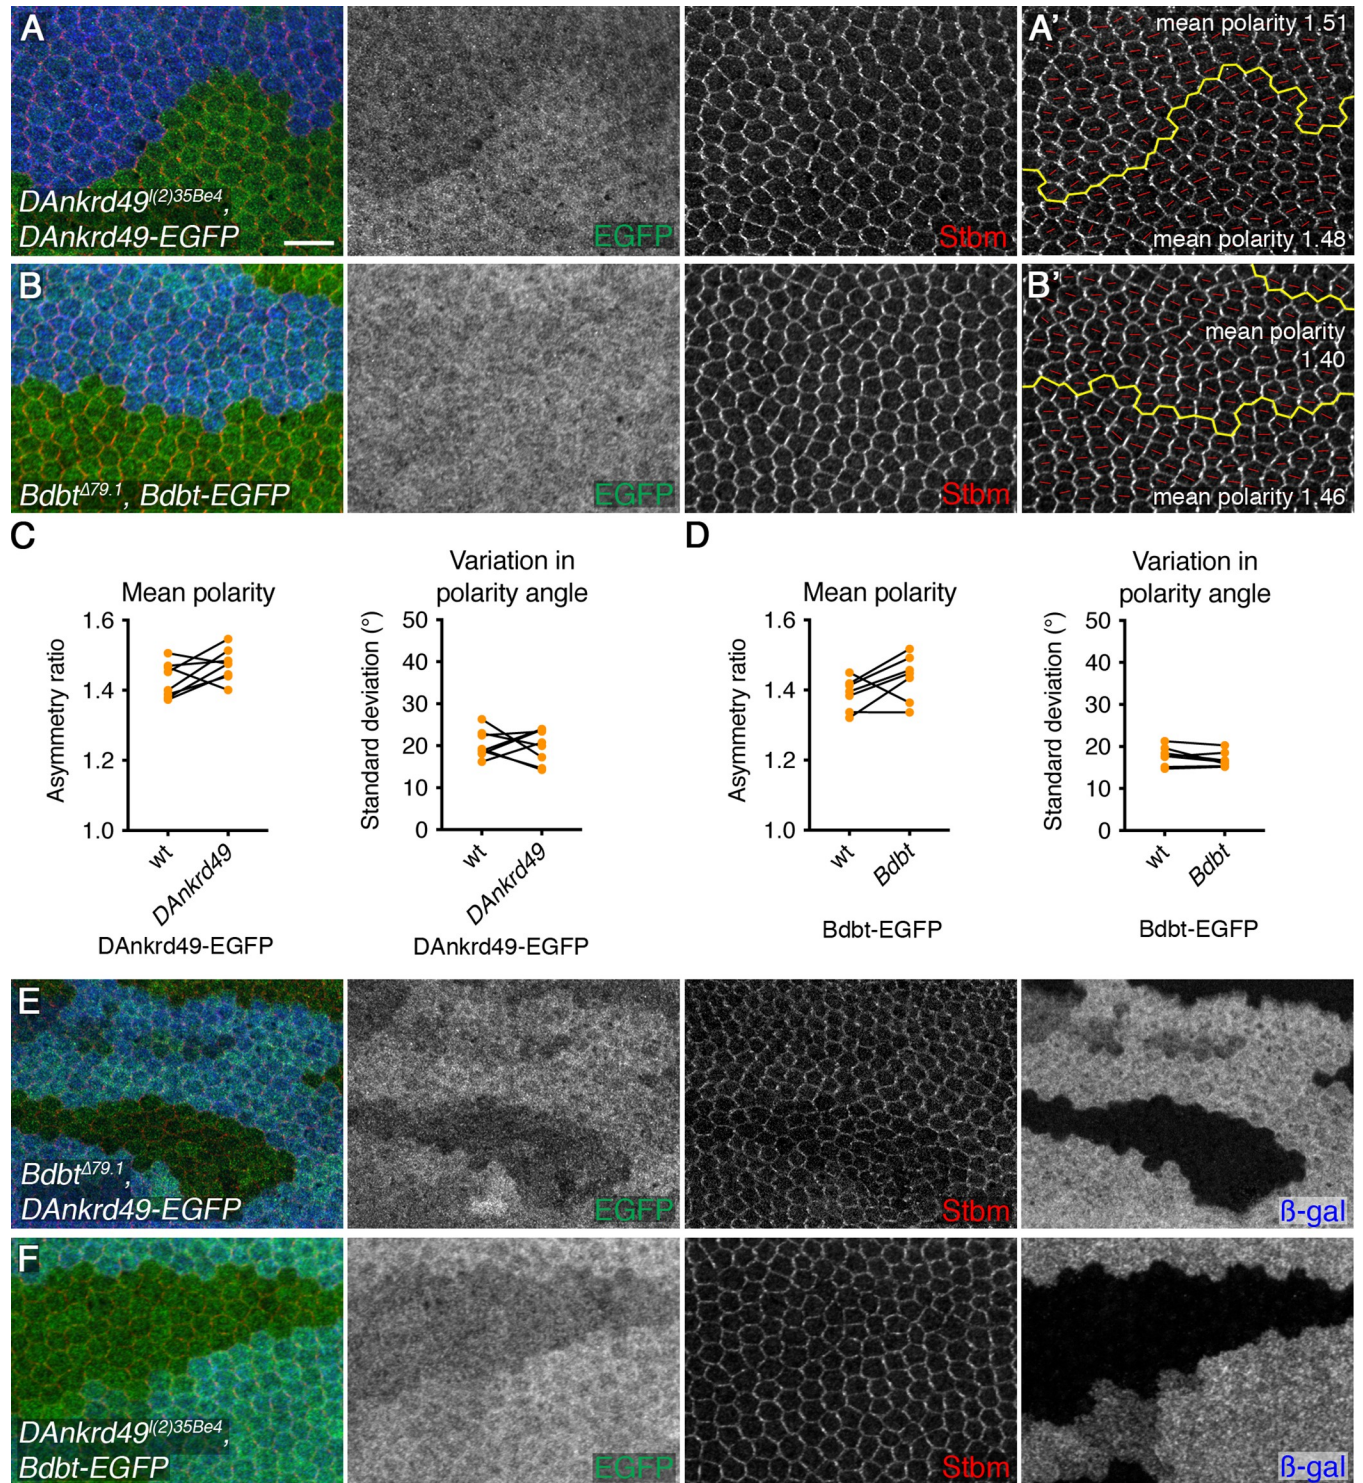 A
DAnkrd49^l(2)35Be4,
DAnkrd49-EGFP
EGFP
Stbm
A'
mean polarity 1.51
mean polarity 1.48
B
Bdbt^Δ79.1, Bdbt-EGFP
EGFP
Stbm
B'
mean polarity
1.40
mean polarity 1.46
C
Mean polarity
Asymmetry ratio
1.6
1.4
1.2
1.0
wt
DAnkrd49
DAnkrd49-EGFP
Variation in
polarity angle
Standard deviation (°)
50
40
30
20
10
0
wt
DAnkrd49
DAnkrd49-EGFP
D
Mean polarity
Asymmetry ratio
1.6
1.4
1.2
1.0
wt
Bdbt
Bdbt-EGFP
Variation in
polarity angle
Standard deviation (°)
50
40
30
20
10
0
wt
Bdbt
Bdbt-EGFP
E
Bdbt^Δ79.1,
DAnkrd49-EGFP
EGFP
Stbm
ß-gal
F
DAnkrd49^l(2)35Be4,
Bdbt-EGFP
EGFP
Stbm
ß-gal